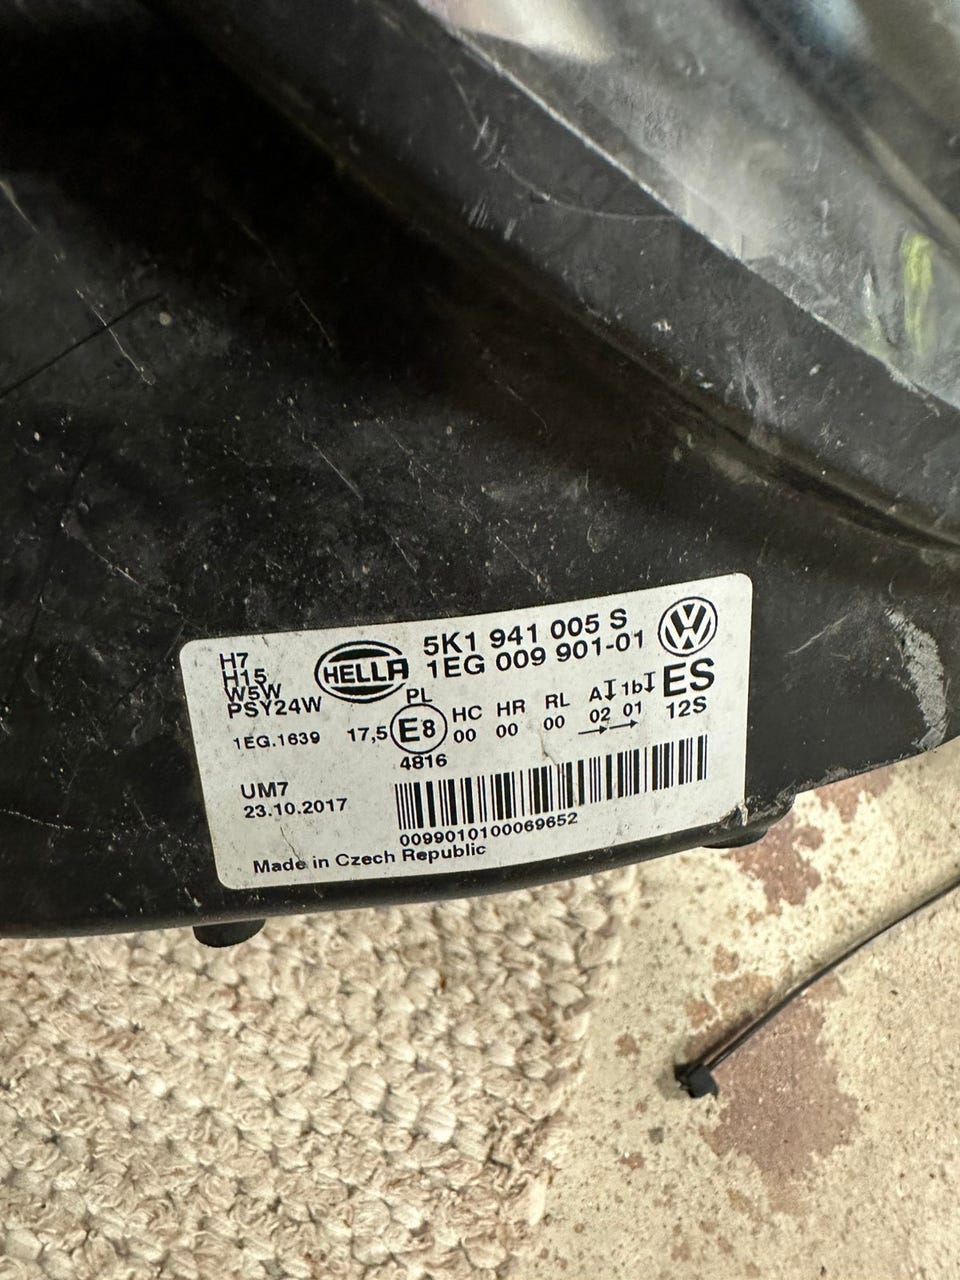 H7
H15
W5W
PSY24W
HELLA
5K1 941 005 S
1EG 009 901-01
VW
1EG.1639
17,5
PL
E8
4816
HC HR RL A 1b
00 00 00 02 01
ES
12S
UM7
23.10.2017
0099010100069652
Made in Czech Republic